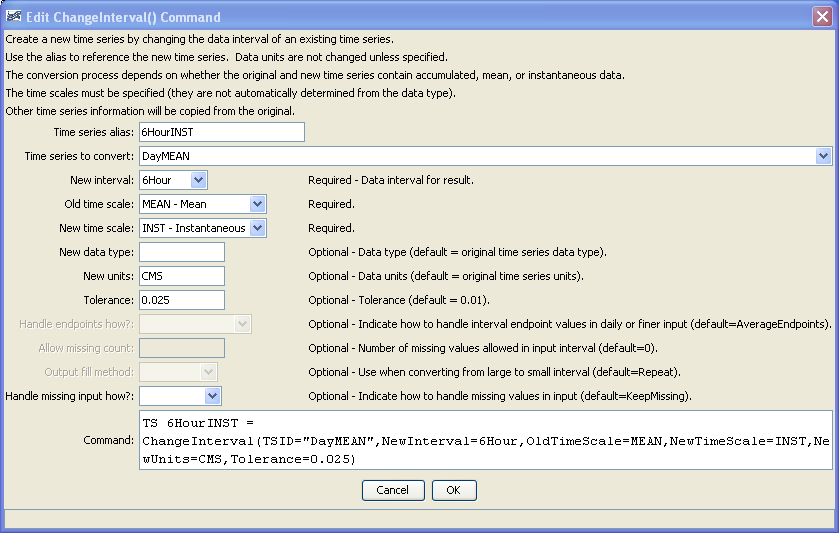 Edit ChangeInterval() Command
Create a new time series by changing the data interval of an existing time series.
Use the alias to reference the new time series.  Data units are not changed unless specified.
The conversion process depends on whether the original and new time series contain accumulated, mean, or instantaneous data.
The time scales must be specified (they are not automatically determined from the data type).
Other time series information will be copied from the original.
Time series alias: 6HourINST
Time series to convert: DayMEAN
New interval: 6Hour Required - Data interval for result.
Old time scale: MEAN - Mean Required.
New time scale: INST - Instantaneous Required.
New data type: Optional - Data type (default = original time series data type).
New units: CMS Optional - Data units (default = original time series units).
Tolerance: 0.025 Optional - Tolerance (default = 0.01).
Handle endpoints how?: Optional - Indicate how to handle interval endpoint values in daily or finer input (default=AverageEndpoints).
Allow missing count: Optional - Number of missing values allowed in input interval (default=0).
Output fill method: Optional - Use when converting from large to small interval (default=Repeat).
Handle missing input how?: Optional - Indicate how to handle missing values in input (default=KeepMissing).
TS 6HourINST =
Command: ChangeInterval(TSID="DayMEAN",NewInterval=6Hour,OldTimeScale=MEAN,NewTimeScale=INST,Ne
wUnits=CMS,Tolerance=0.025)
Cancel OK